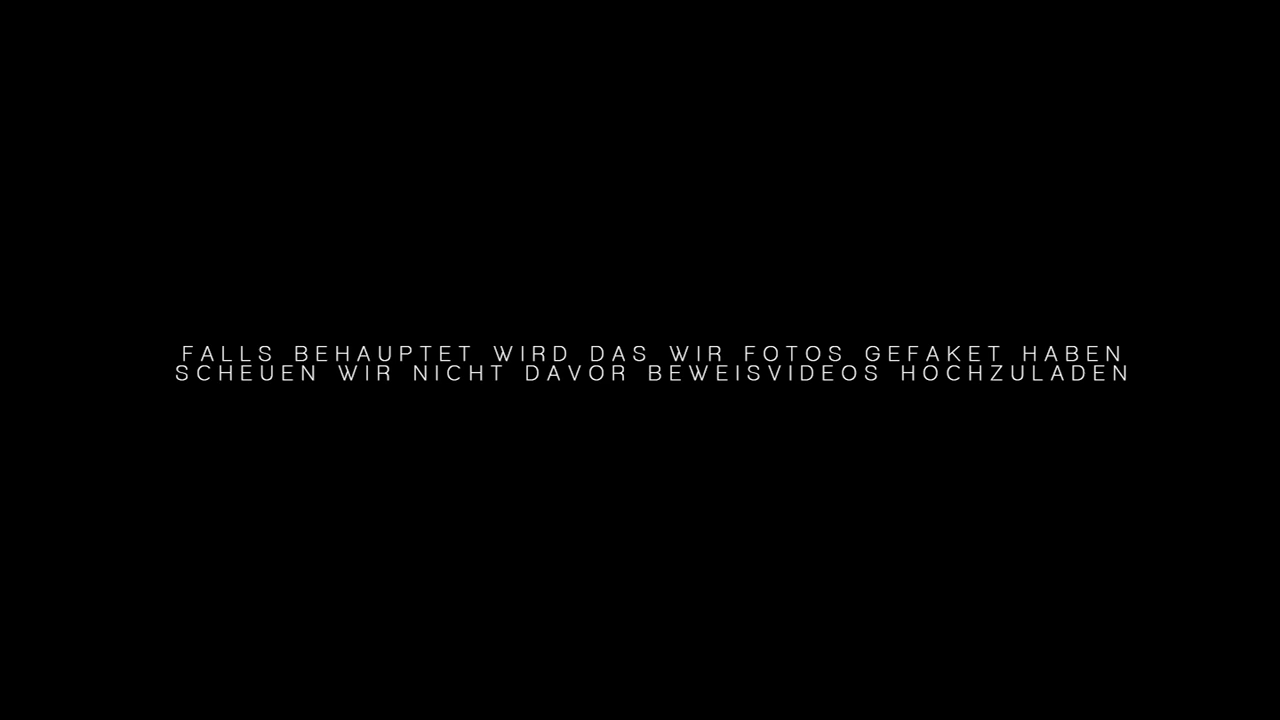 FALLS BEHAUPTET WIRD DAS WIR FOTOS GEFAKET HABEN
SCHEUEN WIR NICHT DAVOR BEWEISVIDEOS HOCHZULADEN